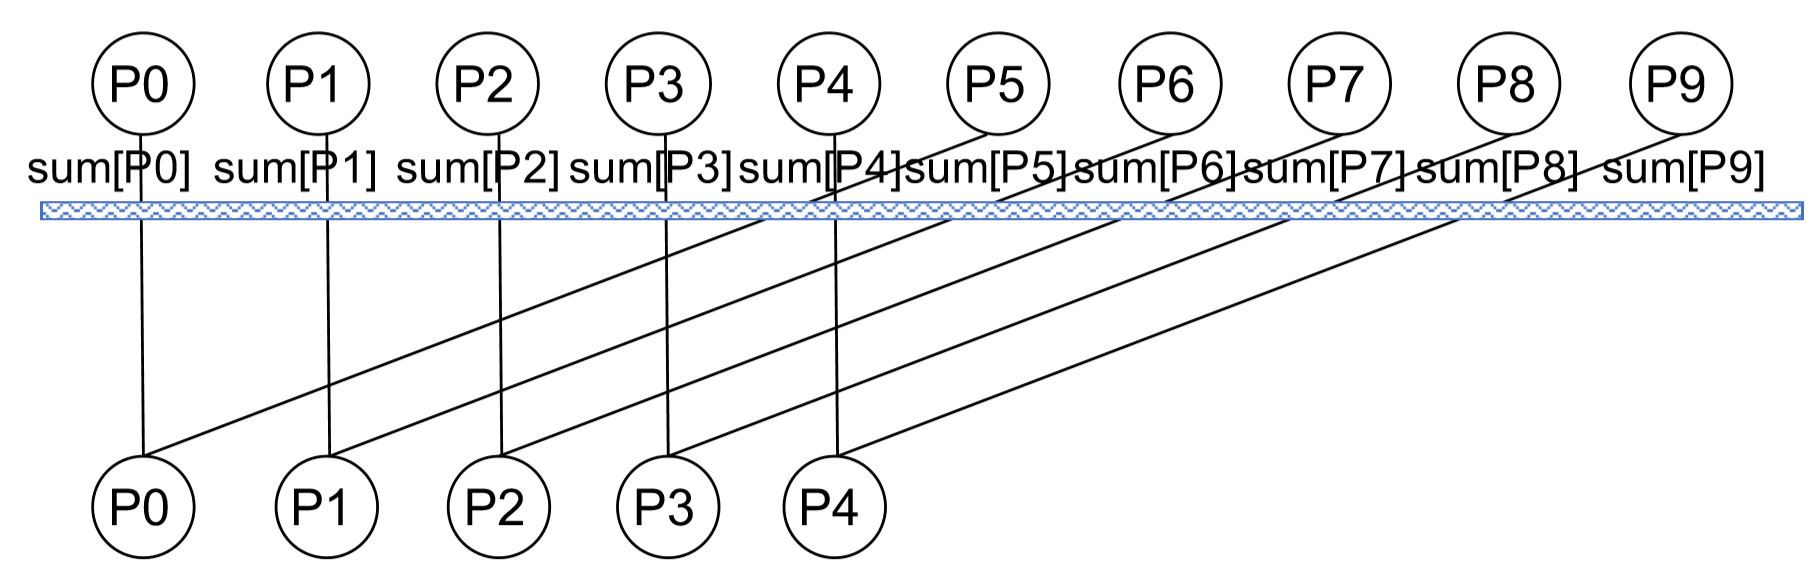 P0 P1 P2 P3 P4 P5 P6 P7 P8 P9
sum[P0] sum[P1] sum[P2] sum[P3] sum[P4] sum[P5] sum[P6] sum[P7] sum[P8] sum[P9]
P0 P1 P2 P3 P4